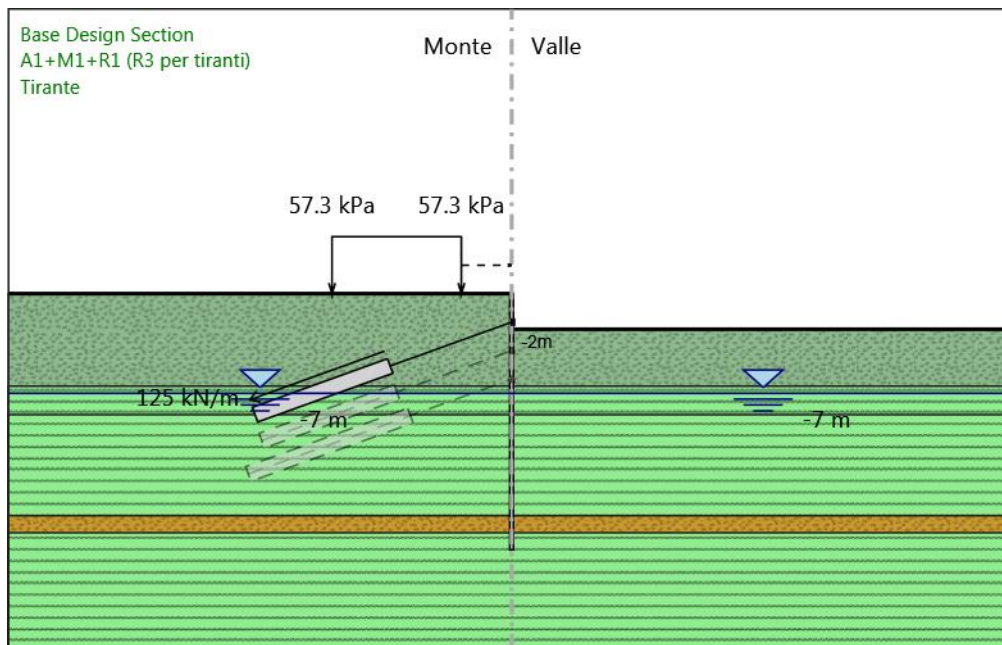 Base Design Section
A1+M1+R1 (R3 per tiranti)
Tirante
Monte
Valle
57.3 kPa
57.3 kPa
-2m
125 kN/m
-7 m
-7 m